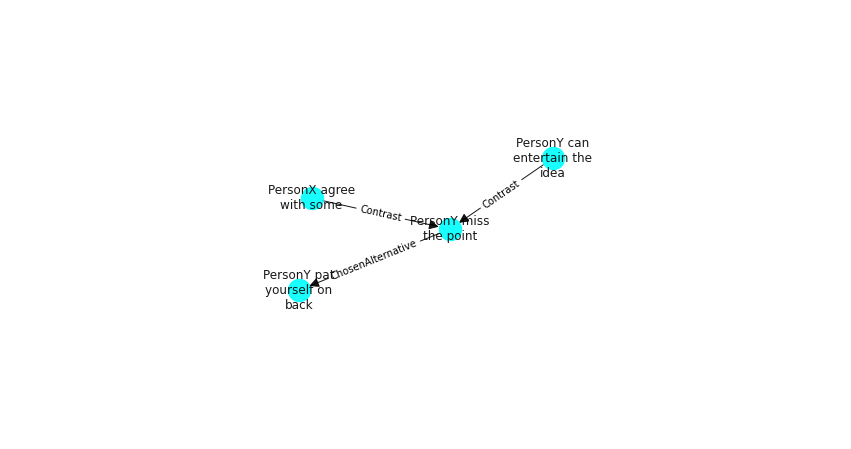 PersonY can
entertain the
idea
PersonX agree
with some
Contrast
Contrast
PersonY miss
the point
ChosenAlternative
PersonY pat
yourself on
back